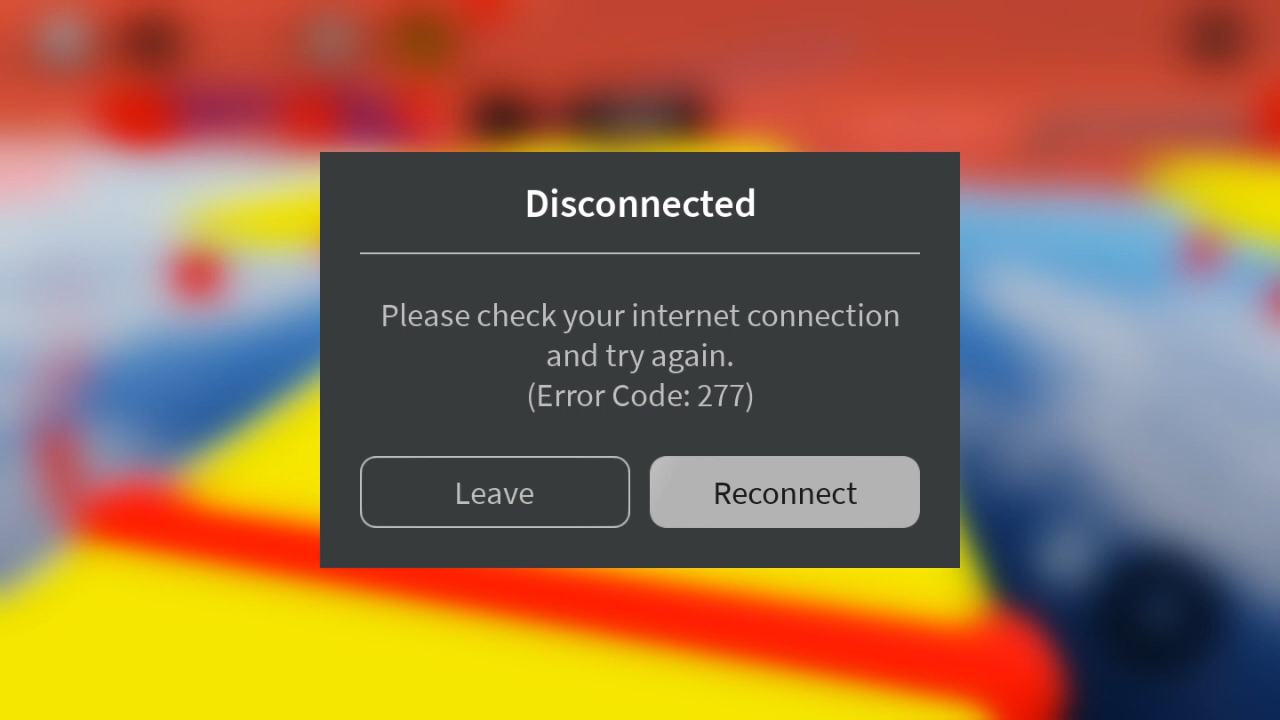 Disconnected
Please check your internet connection
and try again.
(Error Code: 277)
Leave
Reconnect